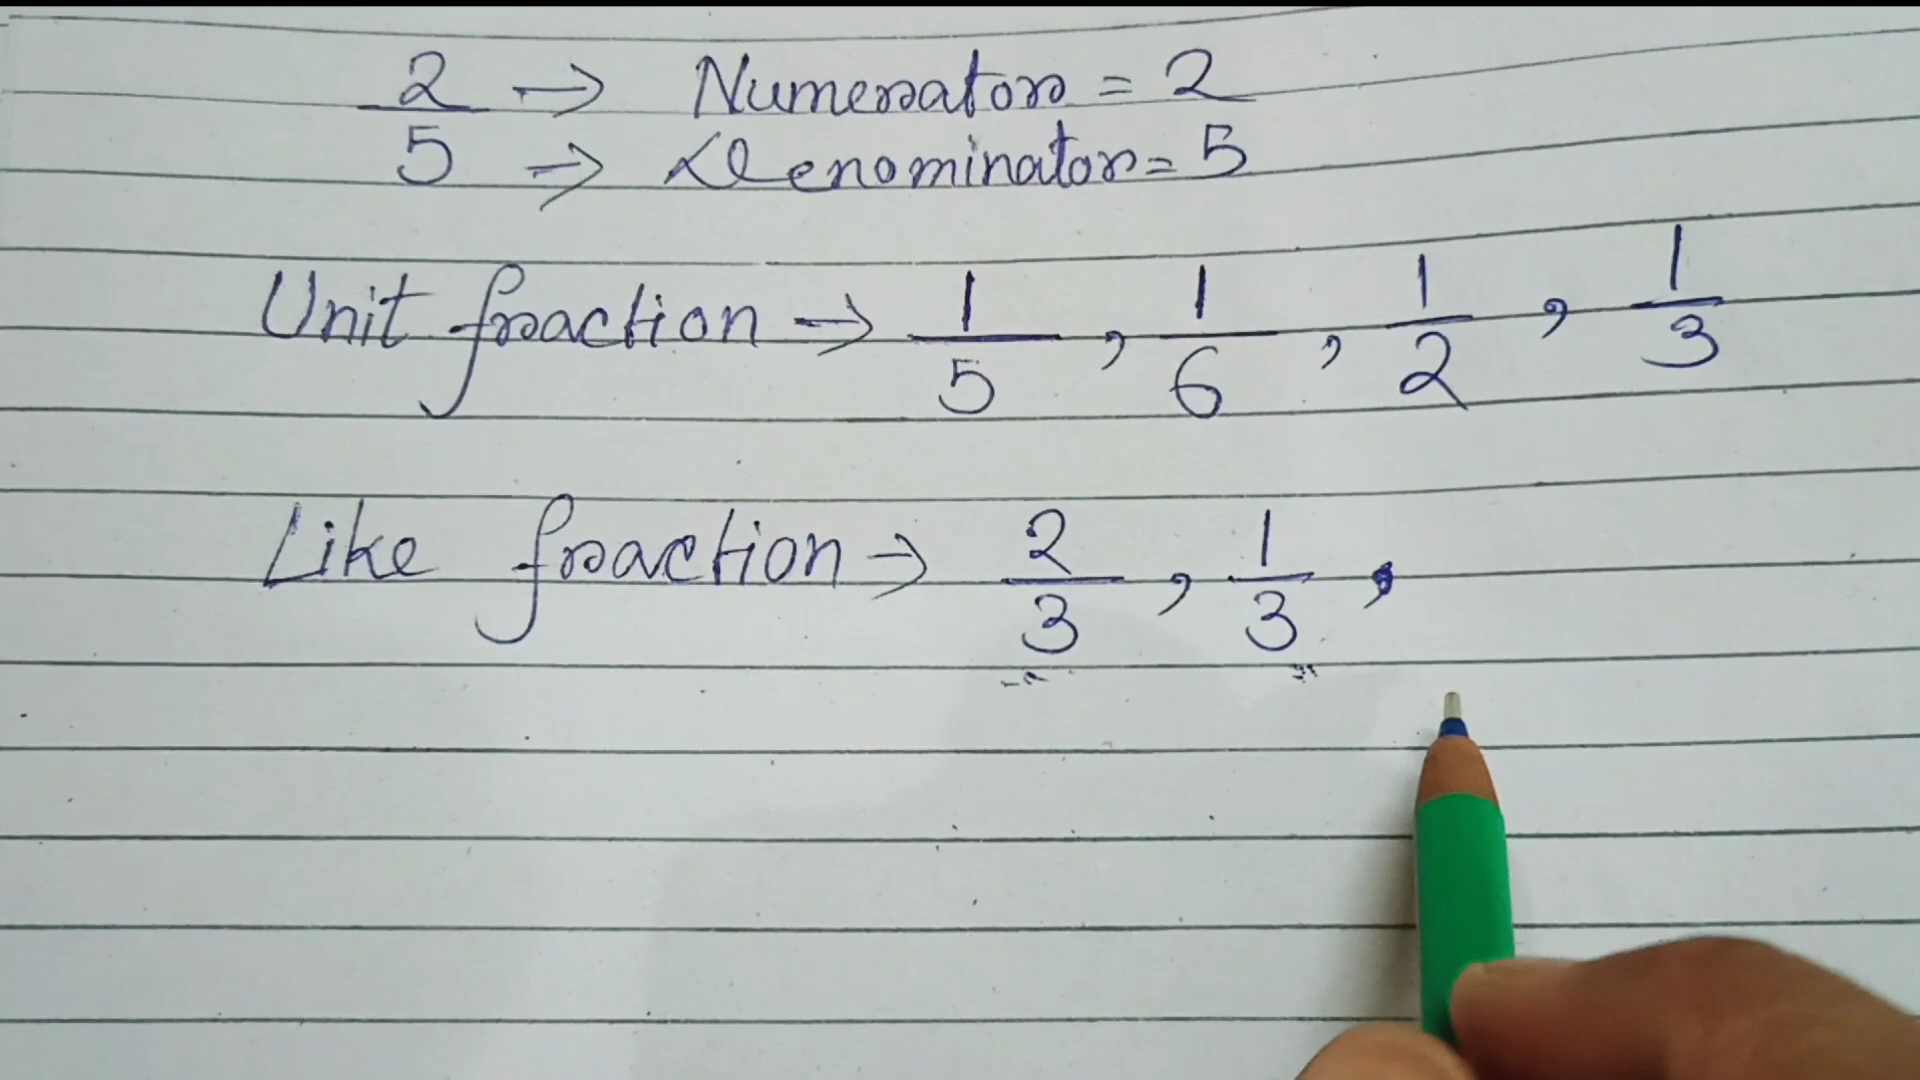 2/5 → Numerator = 2
→ Denominator = 5
Unit fraction → 1/5 , 1/6 , 1/2 , 1/3
Like fraction → 2/3 , 1/3 ,